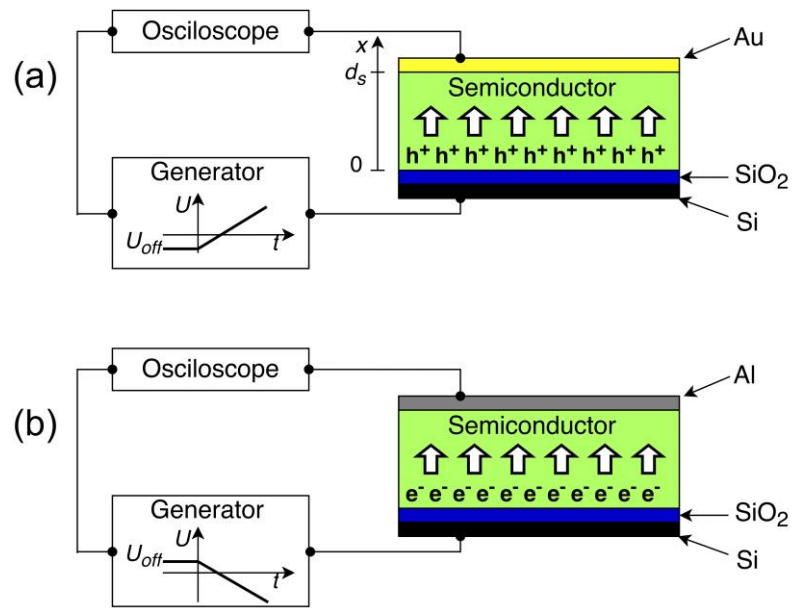 (a)
Osciloscope
x
d_s
0
Au
Semiconductor
h⁺ h⁺ h⁺ h⁺ h⁺ h⁺ h⁺ h⁺ h⁺
SiO₂
Si
Generator
U
U_off
t
(b)
Osciloscope
Al
Semiconductor
e⁻ e⁻ e⁻ e⁻ e⁻ e⁻ e⁻ e⁻ e⁻ e⁻ e⁻
SiO₂
Si
Generator
U
U_off
t